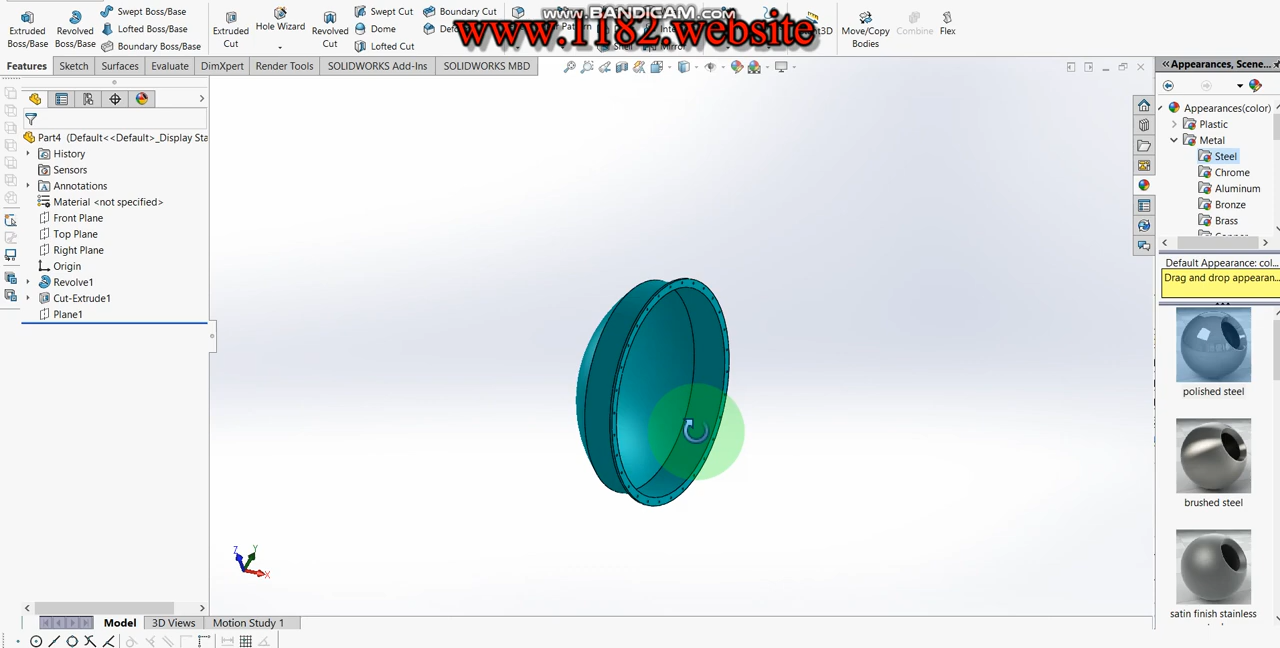 Swept Boss/Base
Extruded Boss/Base
Revolved Boss/Base
Lofted Boss/Base
Boundary Boss/Base
Extruded Cut
Hole Wizard
Revolved Cut
Swept Cut
Dome
Lofted Cut
Boundary Cut
www.BANDICAM.com
www.1182.website
Mirror
Move/Copy Bodies
Combine
Flex
Features
Sketch
Surfaces
Evaluate
DimXpert
Render Tools
SOLIDWORKS Add-Ins
SOLIDWORKS MBD
Part4 (Default<<Default>_Display Sta
History
Sensors
Annotations
Material <not specified>
Front Plane
Top Plane
Right Plane
Origin
Revolve1
Cut-Extrude1
Plane1
Z
Y
X
Appearances, Scene...
Appearances(color)
Plastic
Metal
Steel
Chrome
Aluminum
Bronze
Brass
Default Appearance: col...
Drag and drop appearan...
polished steel
brushed steel
satin finish stainless
Model
3D Views
Motion Study 1